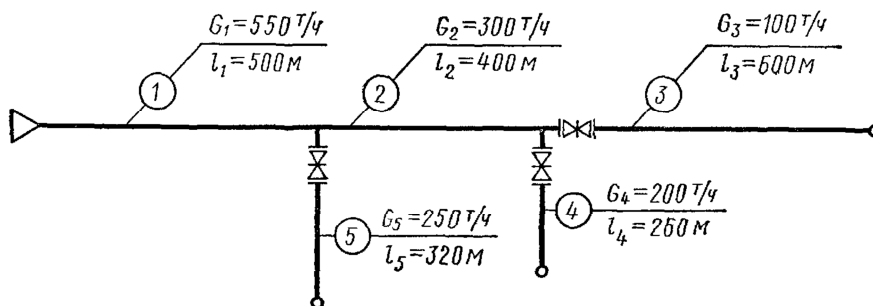 G₁=550 т/ч
l₁=500 м
1
G₂=300 т/ч
l₂=400 м
2
G₃=100 т/ч
l₃=600 м
3
G₄=200 т/ч
l₄=260 м
4
G₅=250 т/ч
l₅=320 м
5